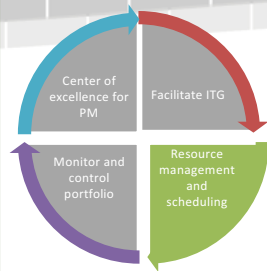 Center of
excellence for
PM
Facilitate ITG
Monitor and
control
portfolio
Resource
management
and
scheduling